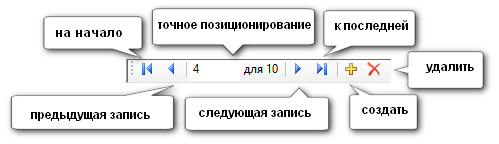 на начало
точное позиционирование
к последней
4
для 10
удалить
предыдущая запись
следующая запись
создать